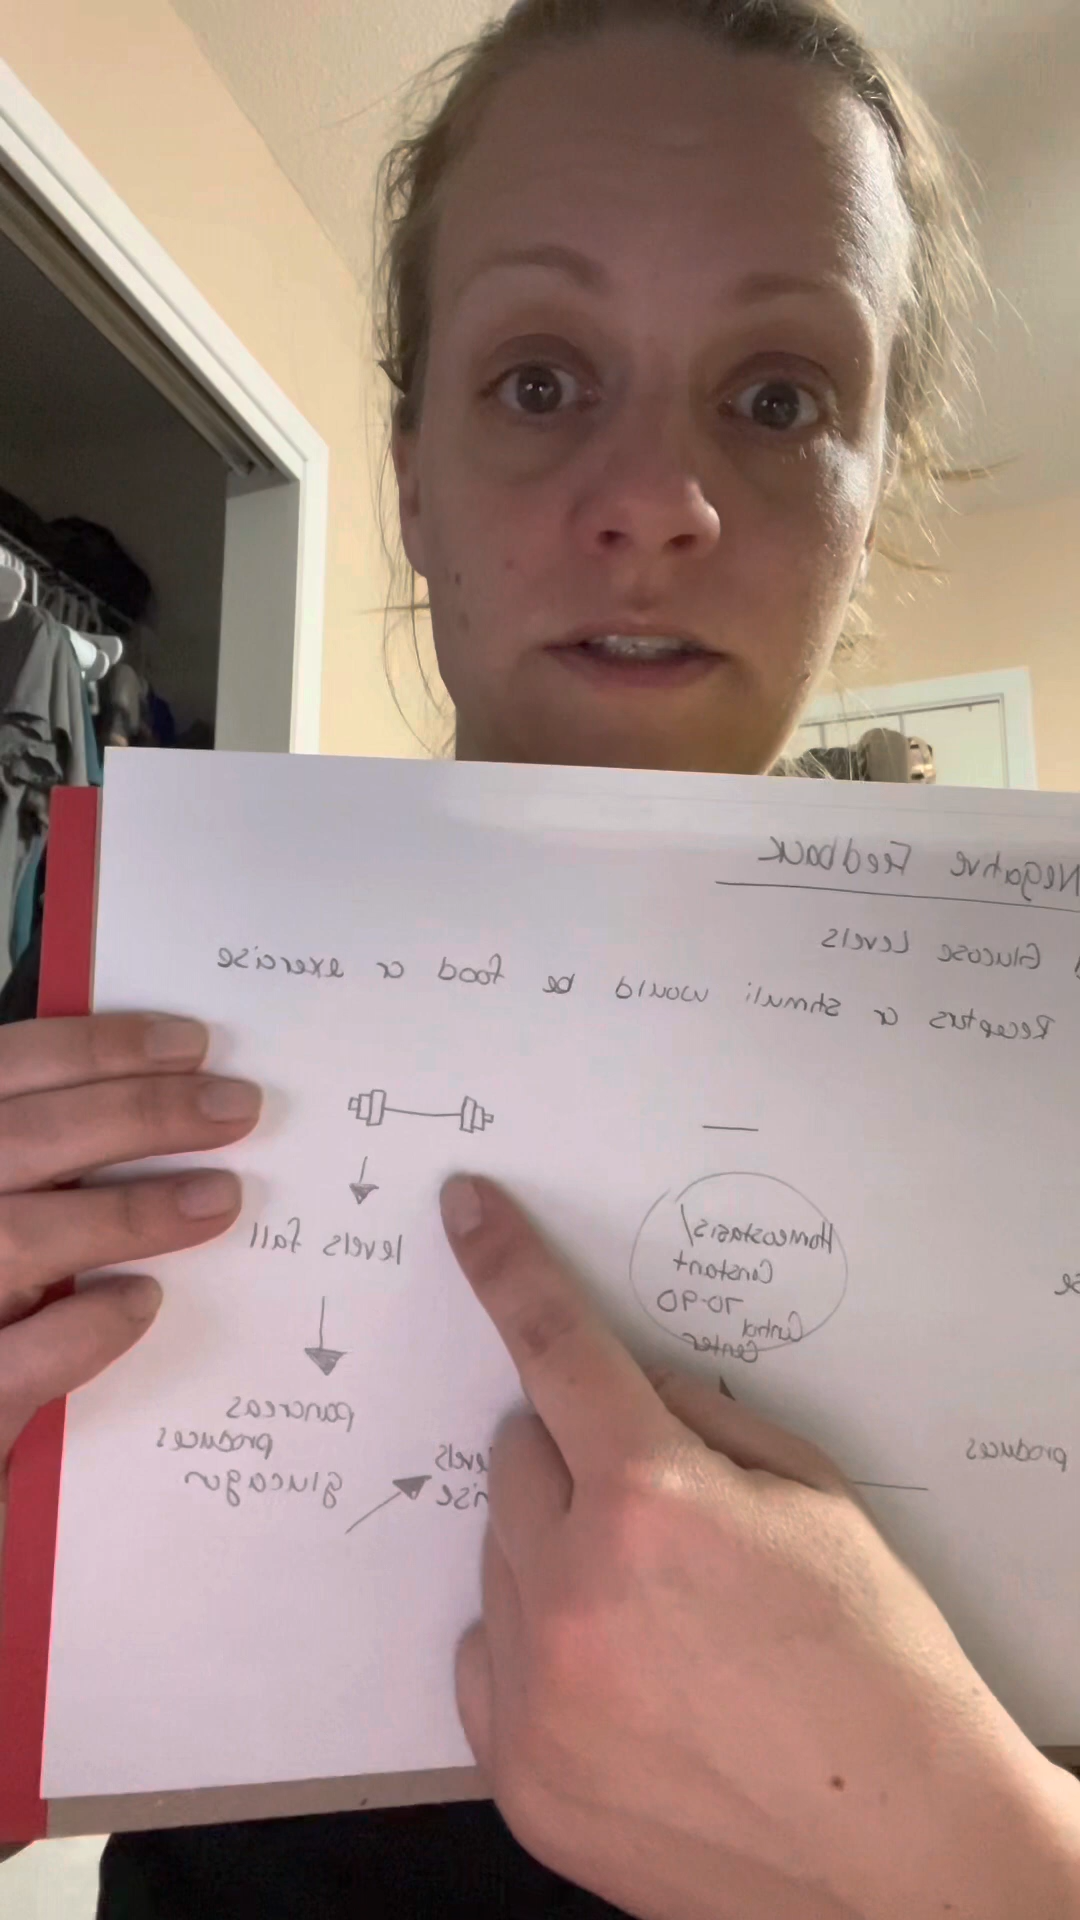 Negative Feedback
Glucose Levels
Receptors or stimuli would be food or exercise
Homeostasis/
Constant
70-90
Control
Center
levels fall
pancreas
produces
glucagon
levels
rise
produces